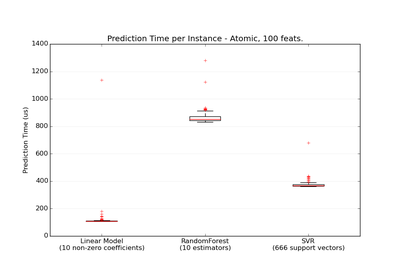 Prediction Time per Instance - Atomic, 100 feats.
1400
1200
1000
800
600
400
200
0
Prediction Time (us)
Linear Model
(10 non-zero coefficients)
RandomForest
(10 estimators)
SVR
(666 support vectors)